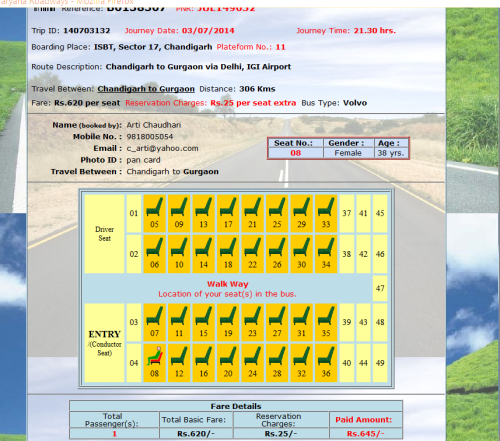 aryana Roadways - Mozilla Firefox
Reference: B0138507 PNR: JGL149032
Trip ID: 140703132 Journey Date: 03/07/2014 Journey Time: 21.30 hrs.
Boarding Place: ISBT, Sector 17, Chandigarh Plateform No.: 11
Route Description: Chandigarh to Gurgaon via Delhi, IGI Airport
Travel Between: Chandigarh to Gurgaon Distance: 306 Kms
Fare: Rs.620 per seat Reservation Charges: Rs.25 per seat extra Bus Type: Volvo
Name (booked by): Arti Chaudhari
Mobile No. : 9818005054
Email : c_arti@yahoo.com
Photo ID : pan card
Travel Between : Chandigarh to Gurgaon
Seat No.: Gender : Age :
08 Female 38 yrs.
Driver Seat
01 05 09 13 17 21 25 29 33 37 41 45
02 06 10 14 18 22 26 30 34 38 42 46
Walk Way
Location of your seat(s) in the bus.
47
ENTRY
/(Conductor
Seat)
03 07 11 15 19 23 27 31 35 39 43 48
04 08 12 16 20 24 28 32 36 40 44 49
Fare Details
Total Passenger(s): Total Basic Fare: Reservation Charges: Paid Amount:
1 Rs.620/- Rs.25/- Rs.645/-